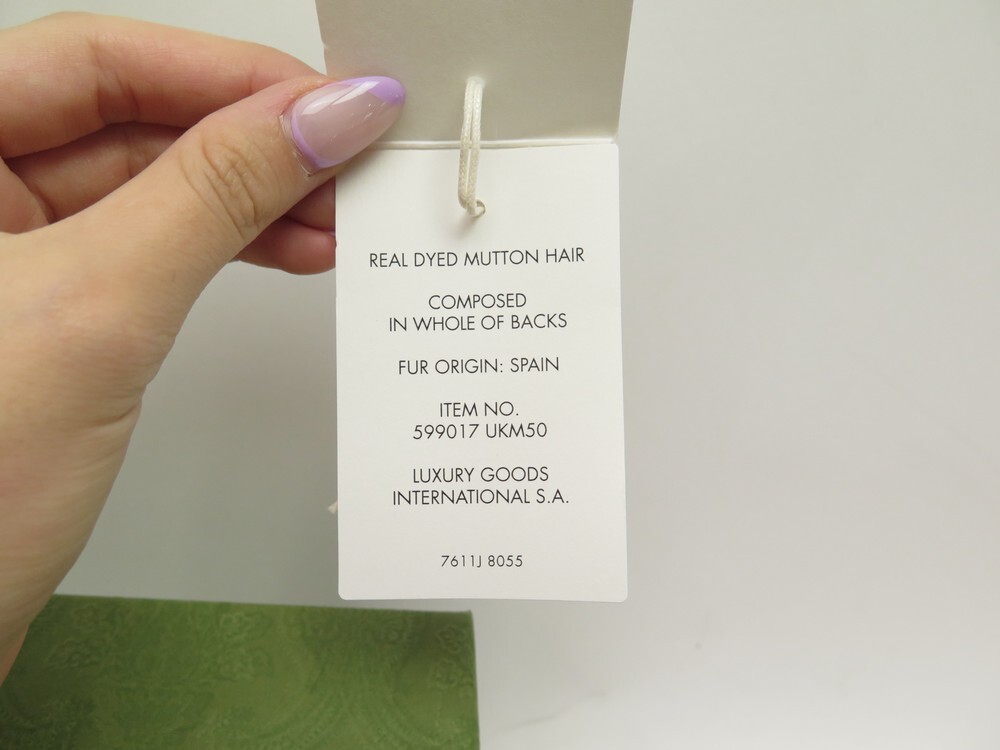 REAL DYED MUTTON HAIR
COMPOSED
IN WHOLE OF BACKS
FUR ORIGIN: SPAIN
ITEM NO.
599017 UKM50
LUXURY GOODS
INTERNATIONAL S.A.
7611J 8055